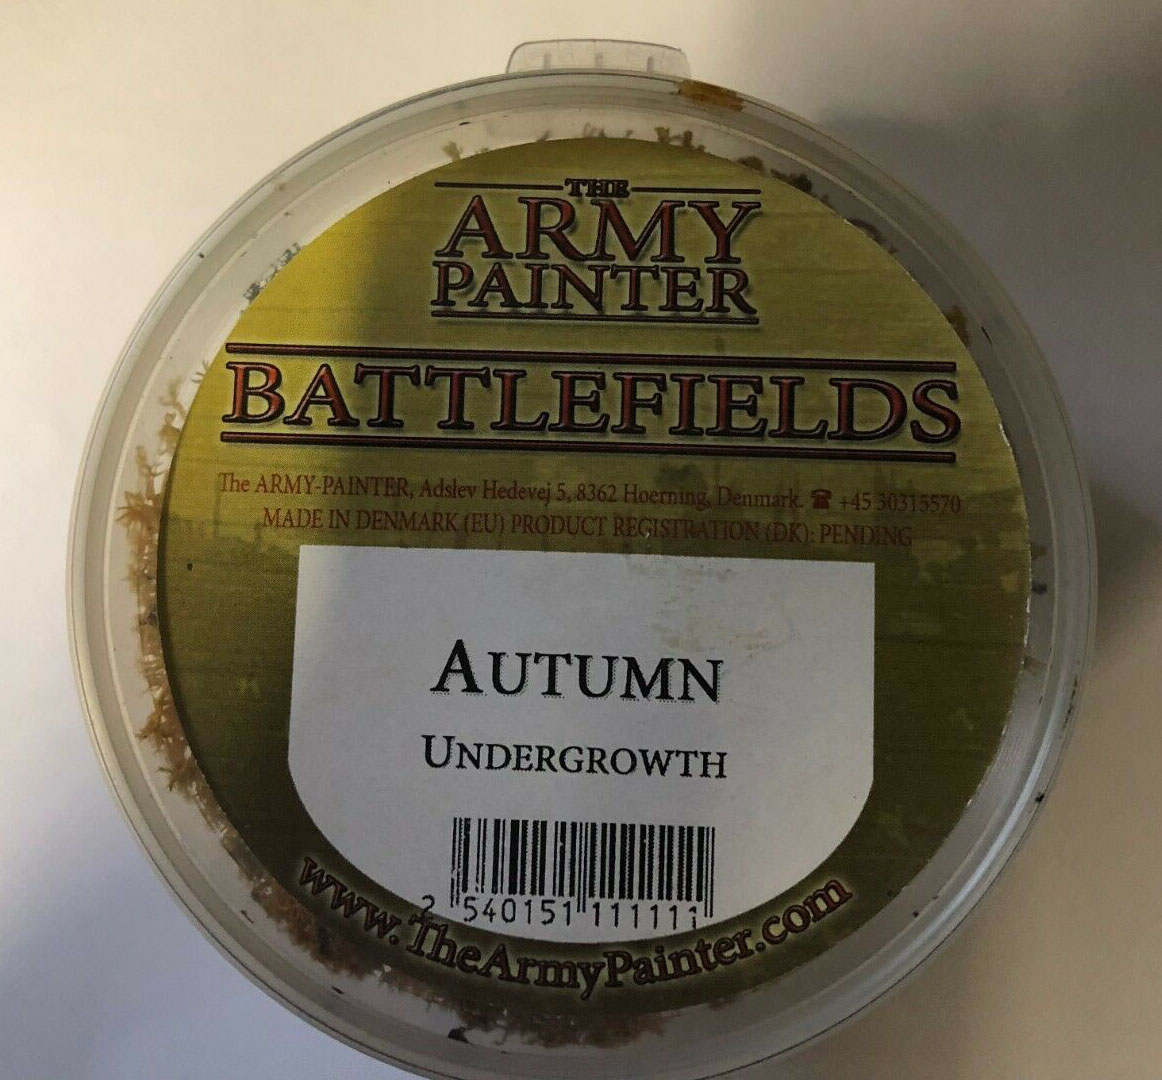 THE
ARMY
PAINTER
BATTLEFIELDS
The ARMY-PAINTER, Adslev Hedevej 5, 8362 Hoerning, Denmark. ☎ +45 30315570
MADE IN DENMARK (EU) PRODUCT REGISTRATION (DK): PENDING
AUTUMN
UNDERGROWTH
2 540151 111111
www.TheArmyPainter.com